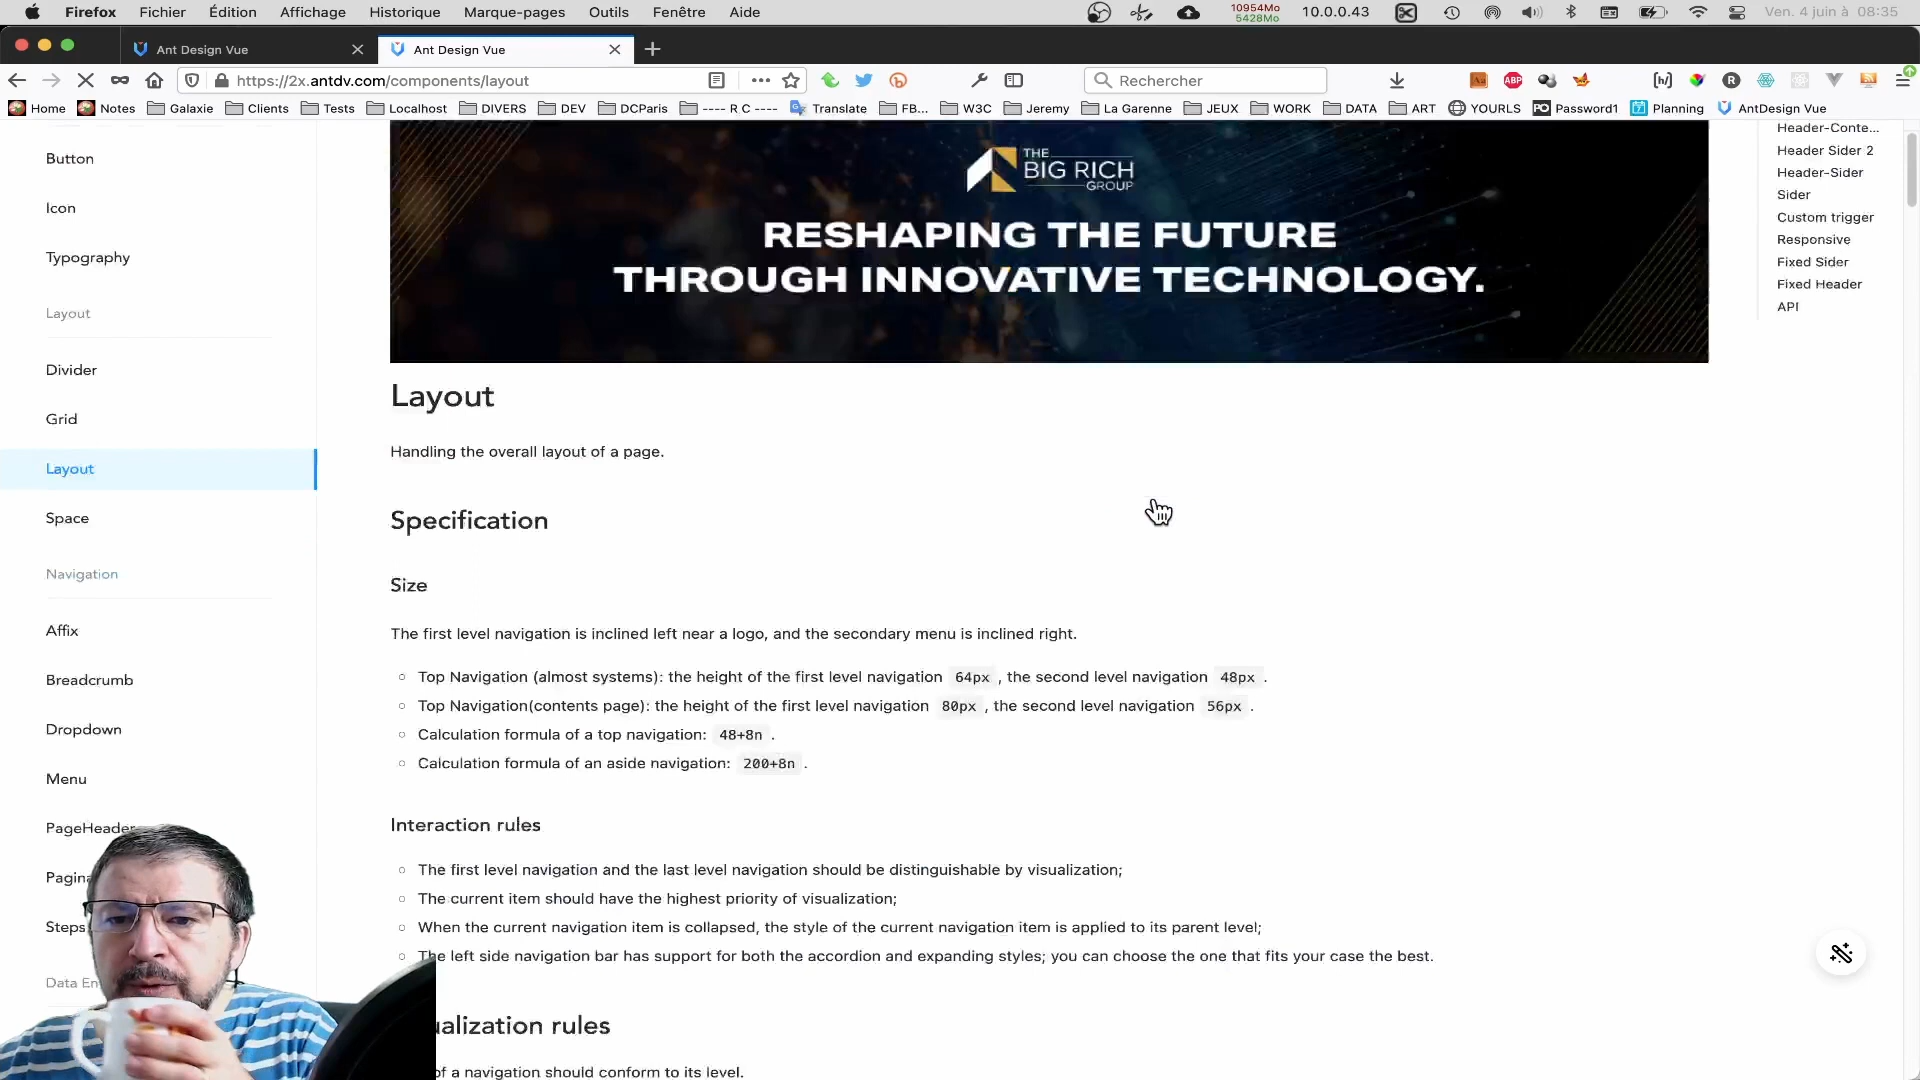 Firefox Fichier Édition Affichage Historique Marque-pages Outils Fenêtre Aide
10954Mo
5428Mo
10.0.0.43
Ven. 4 juin à 08:35
Ant Design Vue
Ant Design Vue
https://2x.antdv.com/components/layout
Rechercher
Home Notes Galaxie Clients Tests Localhost DIVERS DEV DCParis ---- R C ---- Translate FB... W3C Jeremy La Garenne JEUX WORK DATA ART YOURLS Password1 Planning AntDesign Vue
Button
Icon
Typography
Layout
Divider
Grid
Layout
Space
Navigation
Affix
Breadcrumb
Dropdown
Menu
PageHeader
Pagina
Steps
Data En
THE
BIG RICH
GROUP
RESHAPING THE FUTURE
THROUGH INNOVATIVE TECHNOLOGY.
Layout
Handling the overall layout of a page.
Specification
Size
The first level navigation is inclined left near a logo, and the secondary menu is inclined right.
Top Navigation (almost systems): the height of the first level navigation 64px , the second level navigation 48px .
Top Navigation(contents page): the height of the first level navigation 80px , the second level navigation 56px .
Calculation formula of a top navigation: 48+8n .
Calculation formula of an aside navigation: 200+8n .
Interaction rules
The first level navigation and the last level navigation should be distinguishable by visualization;
The current item should have the highest priority of visualization;
When the current navigation item is collapsed, the style of the current navigation item is applied to its parent level;
The left side navigation bar has support for both the accordion and expanding styles; you can choose the one that fits your case the best.
ualization rules
of a navigation should conform to its level.
Header-Conte...
Header Sider 2
Header-Sider
Sider
Custom trigger
Responsive
Fixed Sider
Fixed Header
API